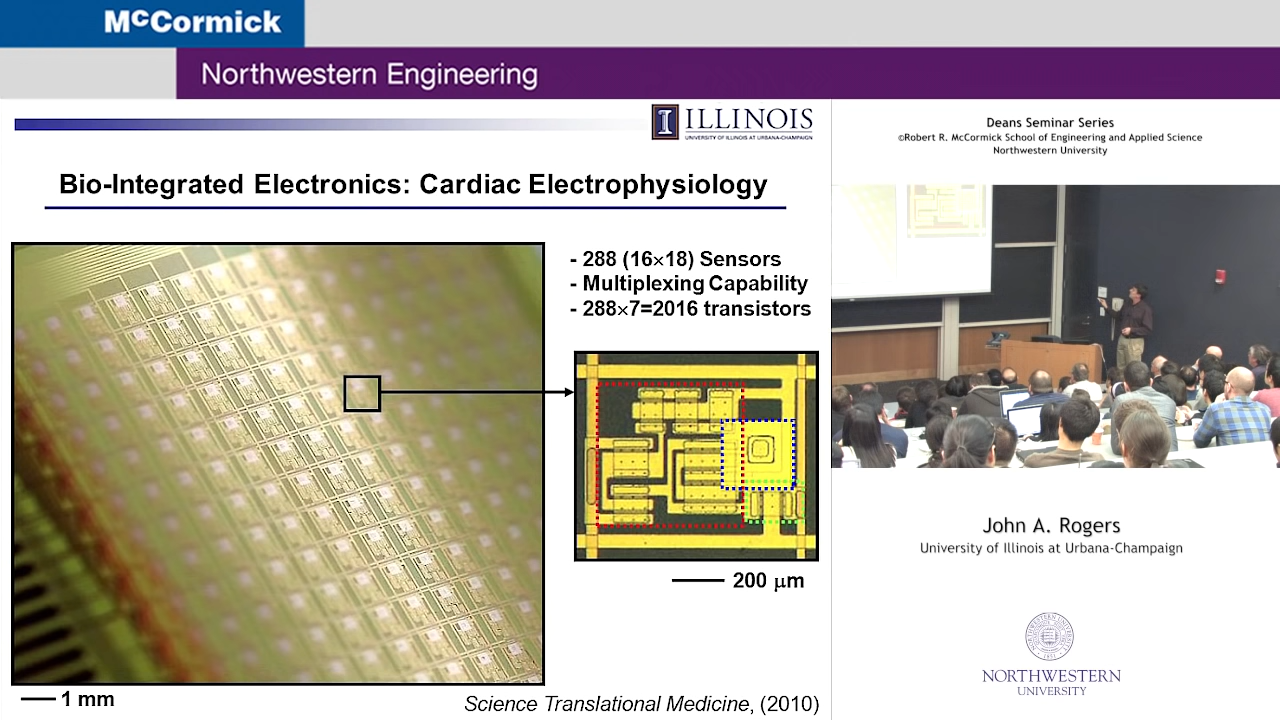 McCormick
Northwestern Engineering
ILLINOIS
UNIVERSITY OF ILLINOIS AT URBANA-CHAMPAIGN
Bio-Integrated Electronics: Cardiac Electrophysiology
- 288 (16×18) Sensors
- Multiplexing Capability
- 288×7=2016 transistors
200 μm
1 mm
Science Translational Medicine, (2010)
Deans Seminar Series
©Robert R. McCormick School of Engineering and Applied Science
Northwestern University
John A. Rogers
University of Illinois at Urbana-Champaign
NORTHWESTERN
UNIVERSITY